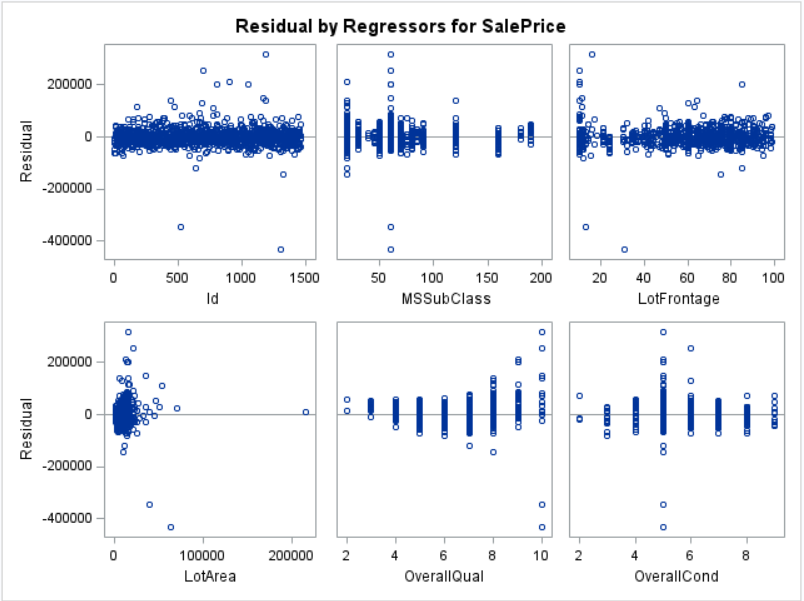 Residual by Regressors for SalePrice
Residual
200000
0
-200000
-400000
0 500 1000 1500
Id
50 100 150 200
MSSubClass
20 40 60 80 100
LotFrontage
Residual
200000
0
-200000
-400000
0 100000 200000
LotArea
2 4 6 8 10
OverallQual
2 4 6 8
OverallCond